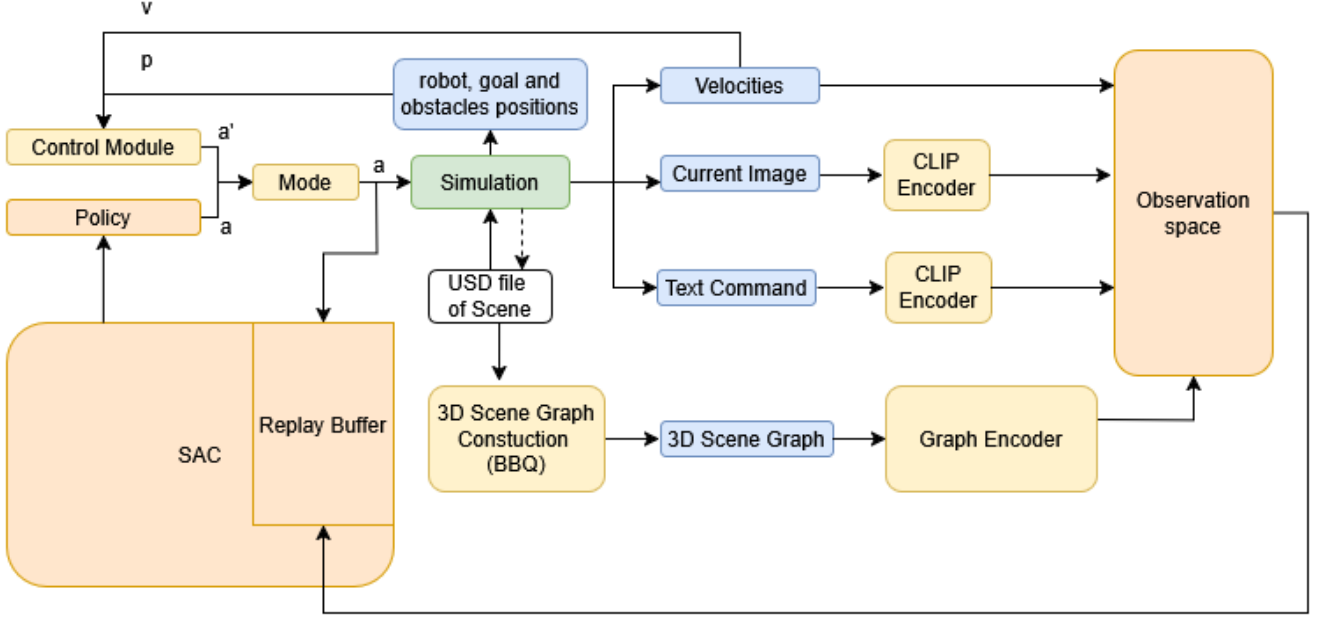 v
p
robot, goal and
obstacles positions
Velocities
Control Module
a'
Mode
a
Simulation
Current Image
CLIP
Encoder
Observation
space
Policy
a
USD file
of Scene
Text Command
CLIP
Encoder
SAC
Replay Buffer
3D Scene Graph
Constuction
(BBQ)
3D Scene Graph
Graph Encoder